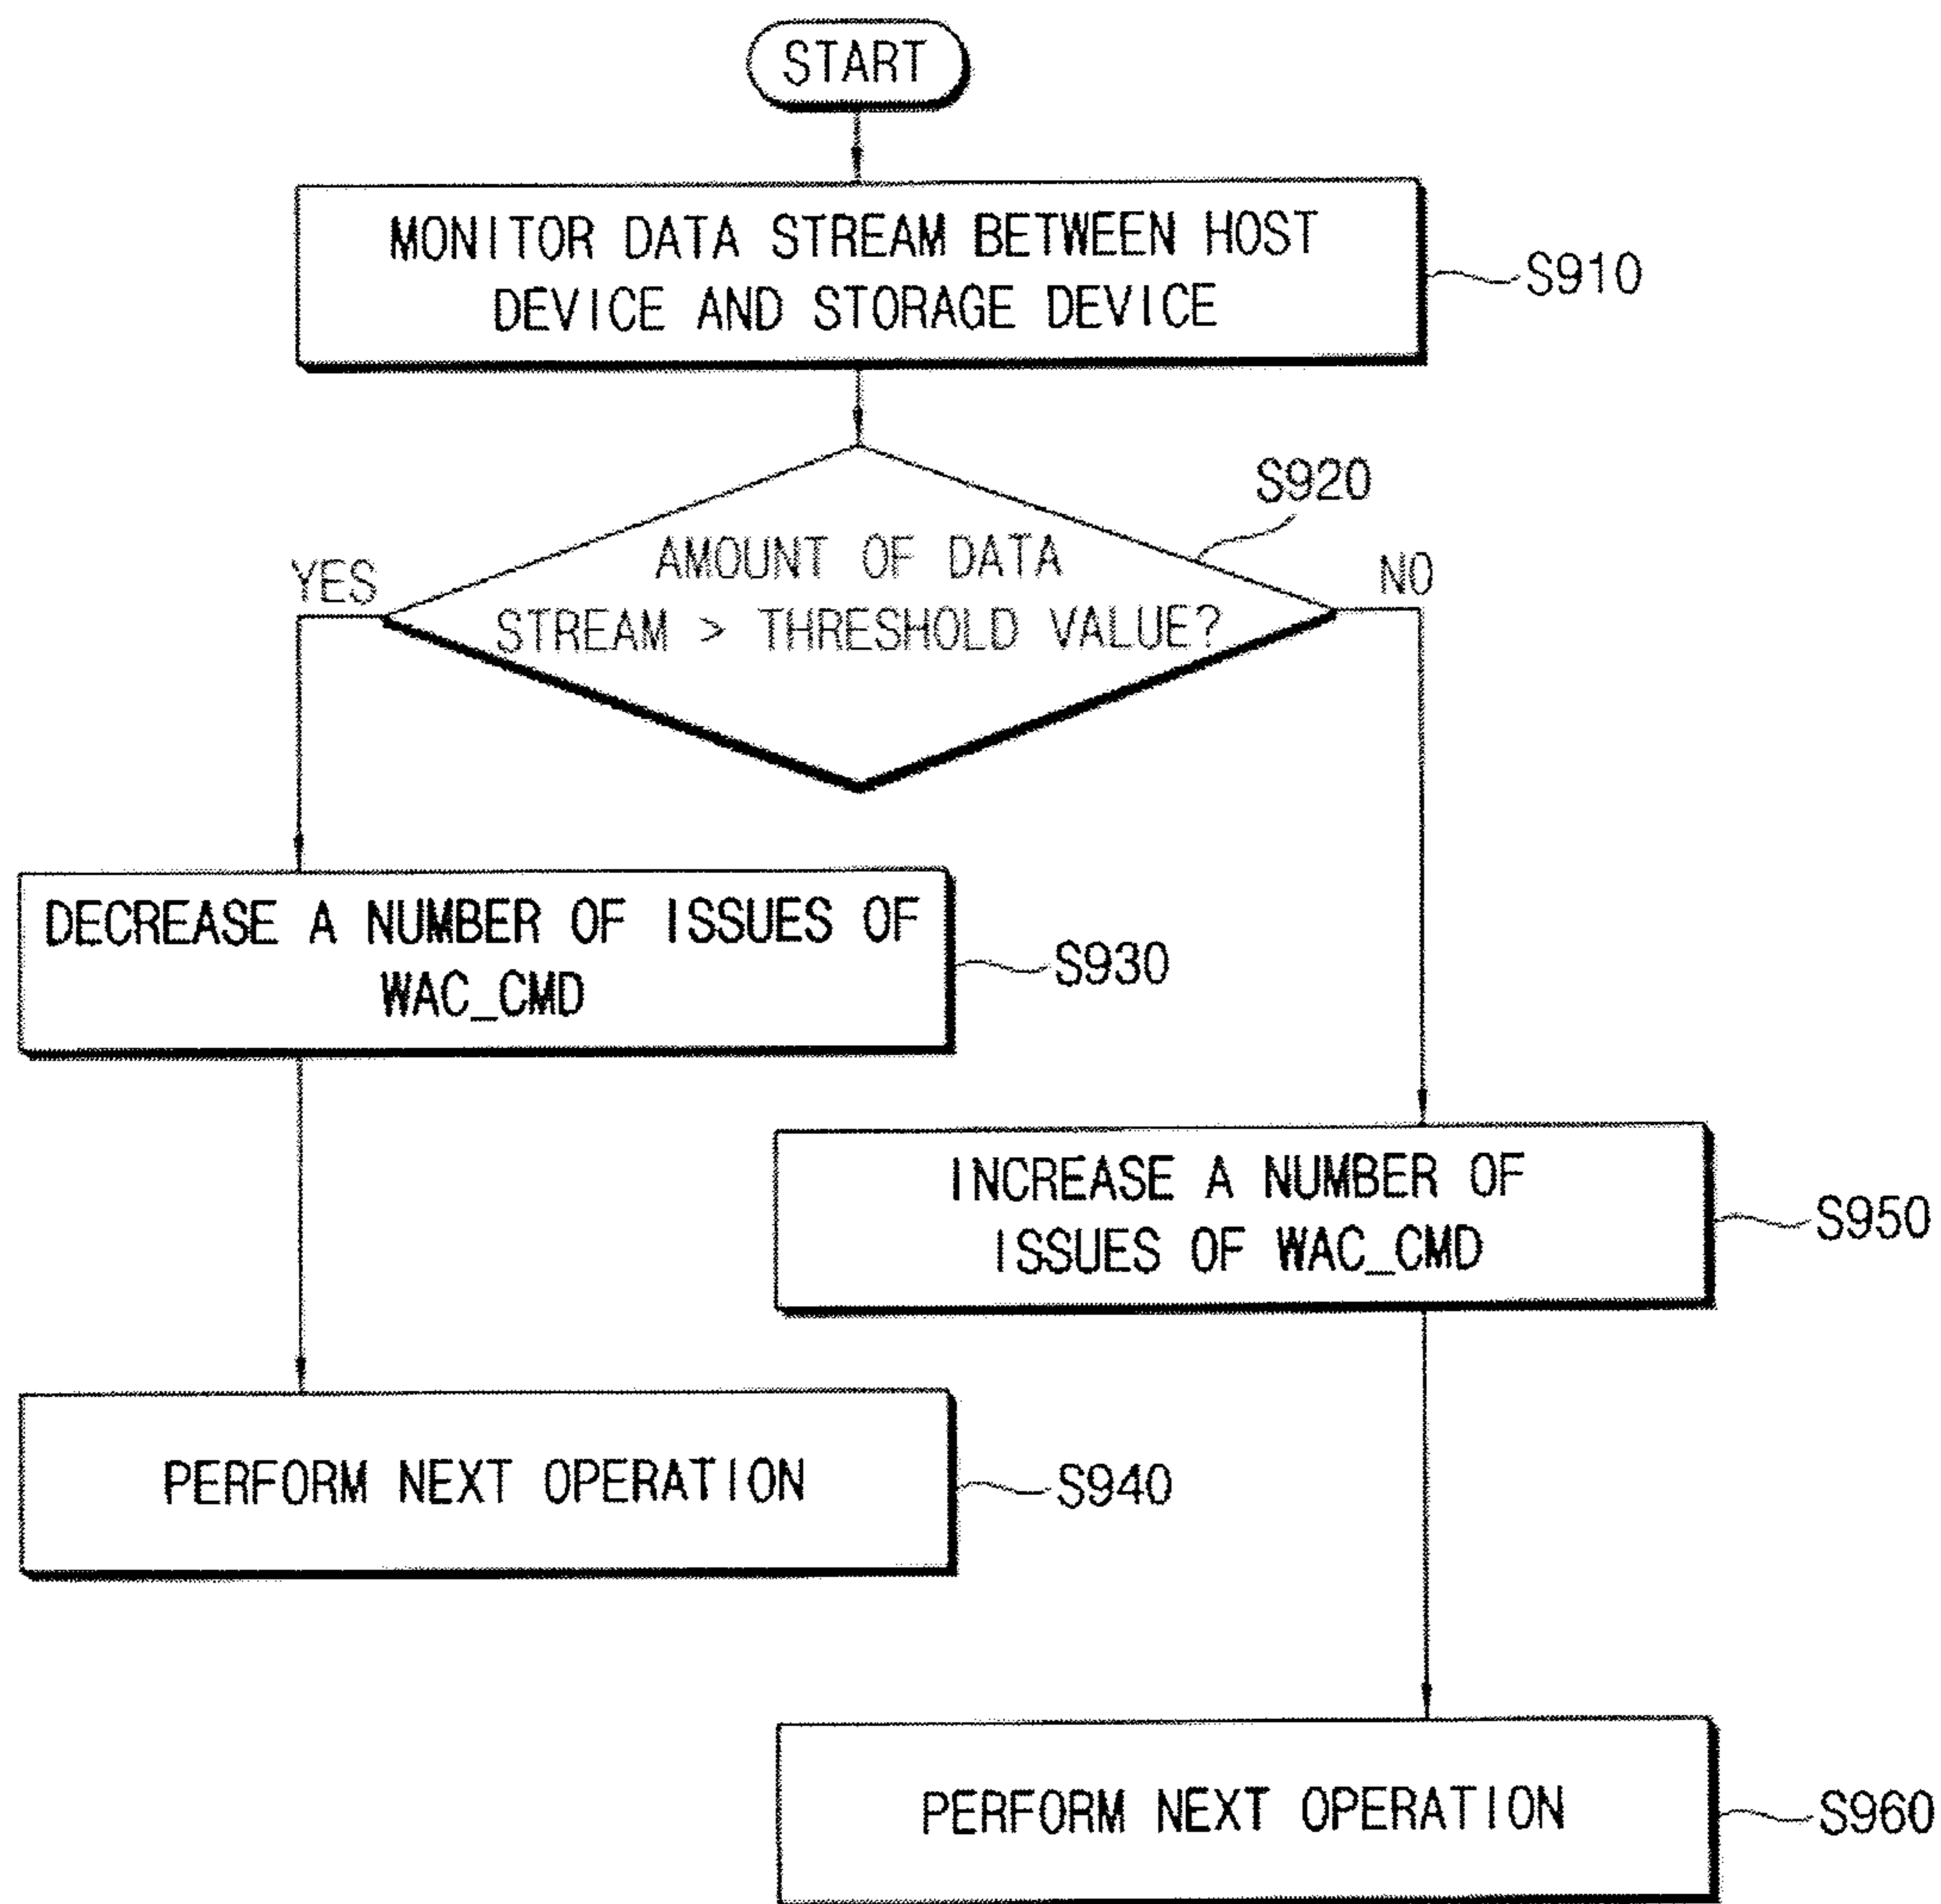 START
MONITOR DATA STREAM BETWEEN HOST
DEVICE AND STORAGE DEVICE
S910
S920
AMOUNT OF DATA
STREAM > THRESHOLD VALUE?
YES
NO
DECREASE A NUMBER OF ISSUES OF
WAC_CMD
S930
INCREASE A NUMBER OF
ISSUES OF WAC_CMD
S950
PERFORM NEXT OPERATION
S940
PERFORM NEXT OPERATION
S960